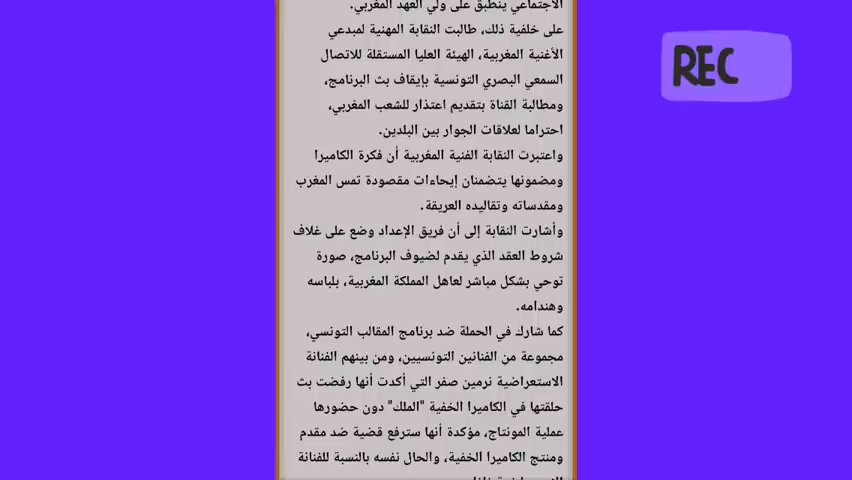 الاجتماعي ينطبق على ولي العهد المغربي.
على خلفية ذلك، طالبت النقابة المهنية لمبدعي
الأغنية المغربية، الهيئة العليا المستقلة للاتصال
السمعي البصري التونسية بإيقاف بث البرنامج،
ومطالبة القناة بتقديم اعتذار للشعب المغربي،
احتراما لعلاقات الجوار بين البلدين.
واعتبرت النقابة الفنية المغربية أن فكرة الكاميرا
ومضمونها يتضمنان إيحاءات مقصودة تمس المغرب
ومقدساته وتقاليده العريقة.
وأشارت النقابة إلى أن فريق الإعداد وضع على غلاف
شروط العقد الذي يقدم لضيوف البرنامج، صورة
توحي بشكل مباشر لعاهل المملكة المغربية، بلباسه
وهندامه.
كما شارك في الحملة ضد برنامج المقالب التونسي،
مجموعة من الفنانين التونسيين، ومن بينهم الفنانة
الاستعراضية نرمين صفر التي أكدت أنها رفضت بث
حلقتها في الكاميرا الخفية "الملك" دون حضورها
عملية المونتاج، مؤكدة أنها سترفع قضية ضد مقدم
ومنتج الكاميرا الخفية، والحال نفسه بالنسبة للفنانة
REC